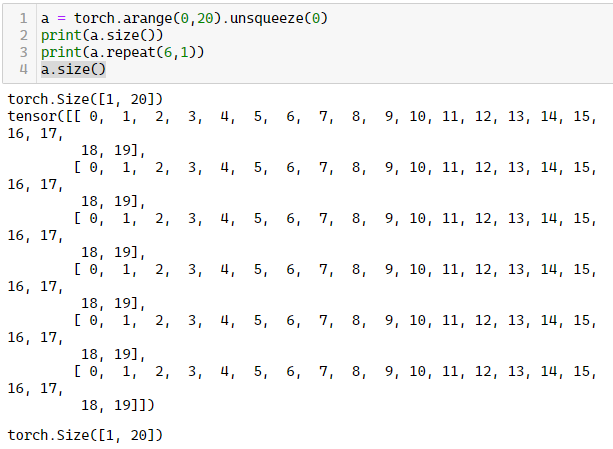 1 a = torch.arange(0,20).unsqueeze(0)
2 print(a.size())
3 print(a.repeat(6,1))
4 a.size()
torch.Size([1, 20])
tensor([[ 0,  1,  2,  3,  4,  5,  6,  7,  8,  9, 10, 11, 12, 13, 14, 15,
16, 17,
         18, 19],
        [ 0,  1,  2,  3,  4,  5,  6,  7,  8,  9, 10, 11, 12, 13, 14, 15,
16, 17,
         18, 19],
        [ 0,  1,  2,  3,  4,  5,  6,  7,  8,  9, 10, 11, 12, 13, 14, 15,
16, 17,
         18, 19],
        [ 0,  1,  2,  3,  4,  5,  6,  7,  8,  9, 10, 11, 12, 13, 14, 15,
16, 17,
         18, 19],
        [ 0,  1,  2,  3,  4,  5,  6,  7,  8,  9, 10, 11, 12, 13, 14, 15,
16, 17,
         18, 19],
        [ 0,  1,  2,  3,  4,  5,  6,  7,  8,  9, 10, 11, 12, 13, 14, 15,
16, 17,
         18, 19]])
torch.Size([1, 20])